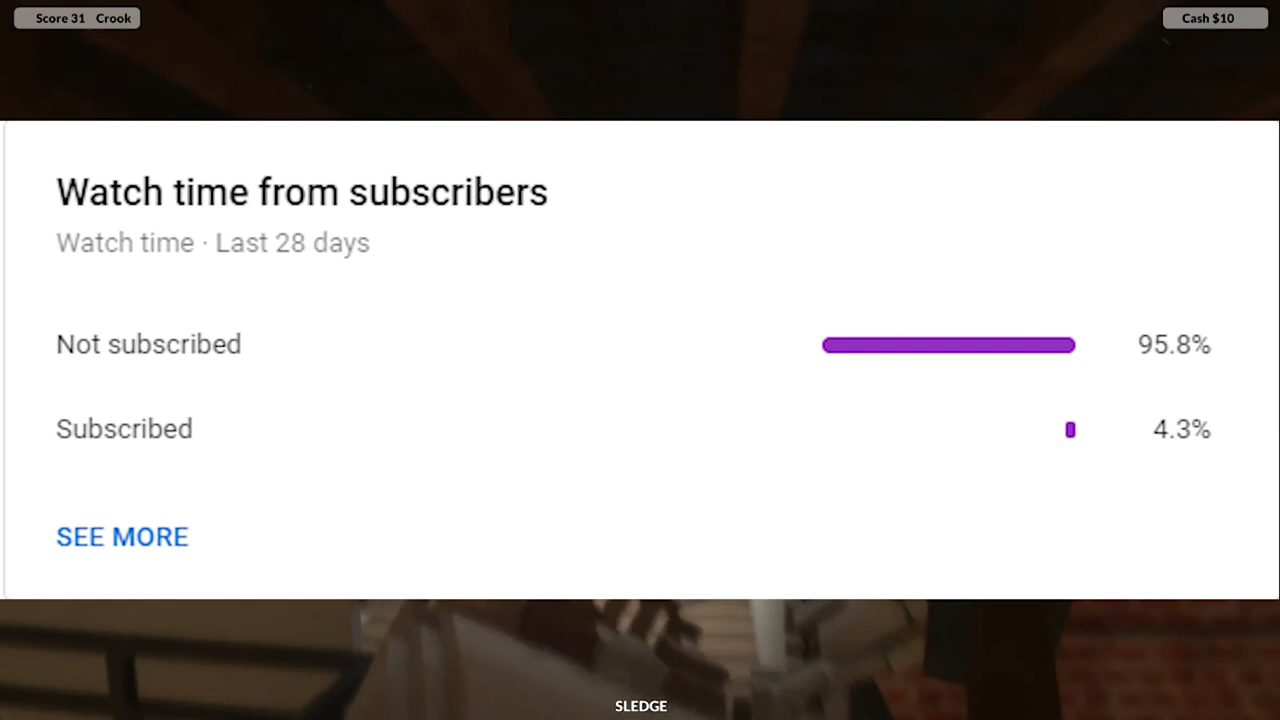 Score 31 Crook
Cash $10
Watch time from subscribers
Watch time · Last 28 days
Not subscribed 95.8%
Subscribed 4.3%
SEE MORE
SLEDGE